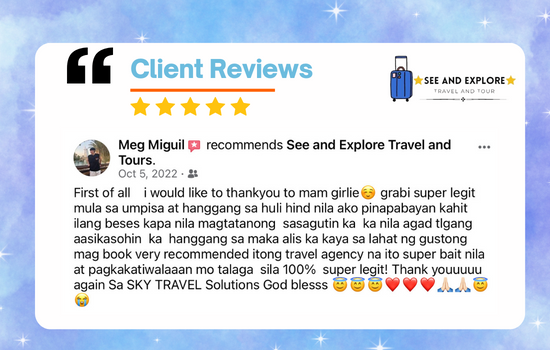 Client Reviews
SEE AND EXPLORE
TRAVEL AND TOUR
Meg Miguil recommends See and Explore Travel and
Tours.
Oct 5, 2022 ·
First of all i would like to thankyou to mam girlie☺️ grabi super legit
mula sa umpisa at hanggang sa huli hind nila ako pinapabayan kahit
ilang beses kapa nila magtatanong sasagutin ka ka nila agad tlgang
aasikasohin ka hanggang sa maka alis ka kaya sa lahat ng gustong
mag book very recommended itong travel agency na ito super bait nila
at pagkakatiwalaaan mo talaga sila 100% super legit! Thank youuuuu
again Sa SKY TRAVEL Solutions God blesss 😇😇😇❤️❤️❤️🙏🏻🙏🏻😇
😭